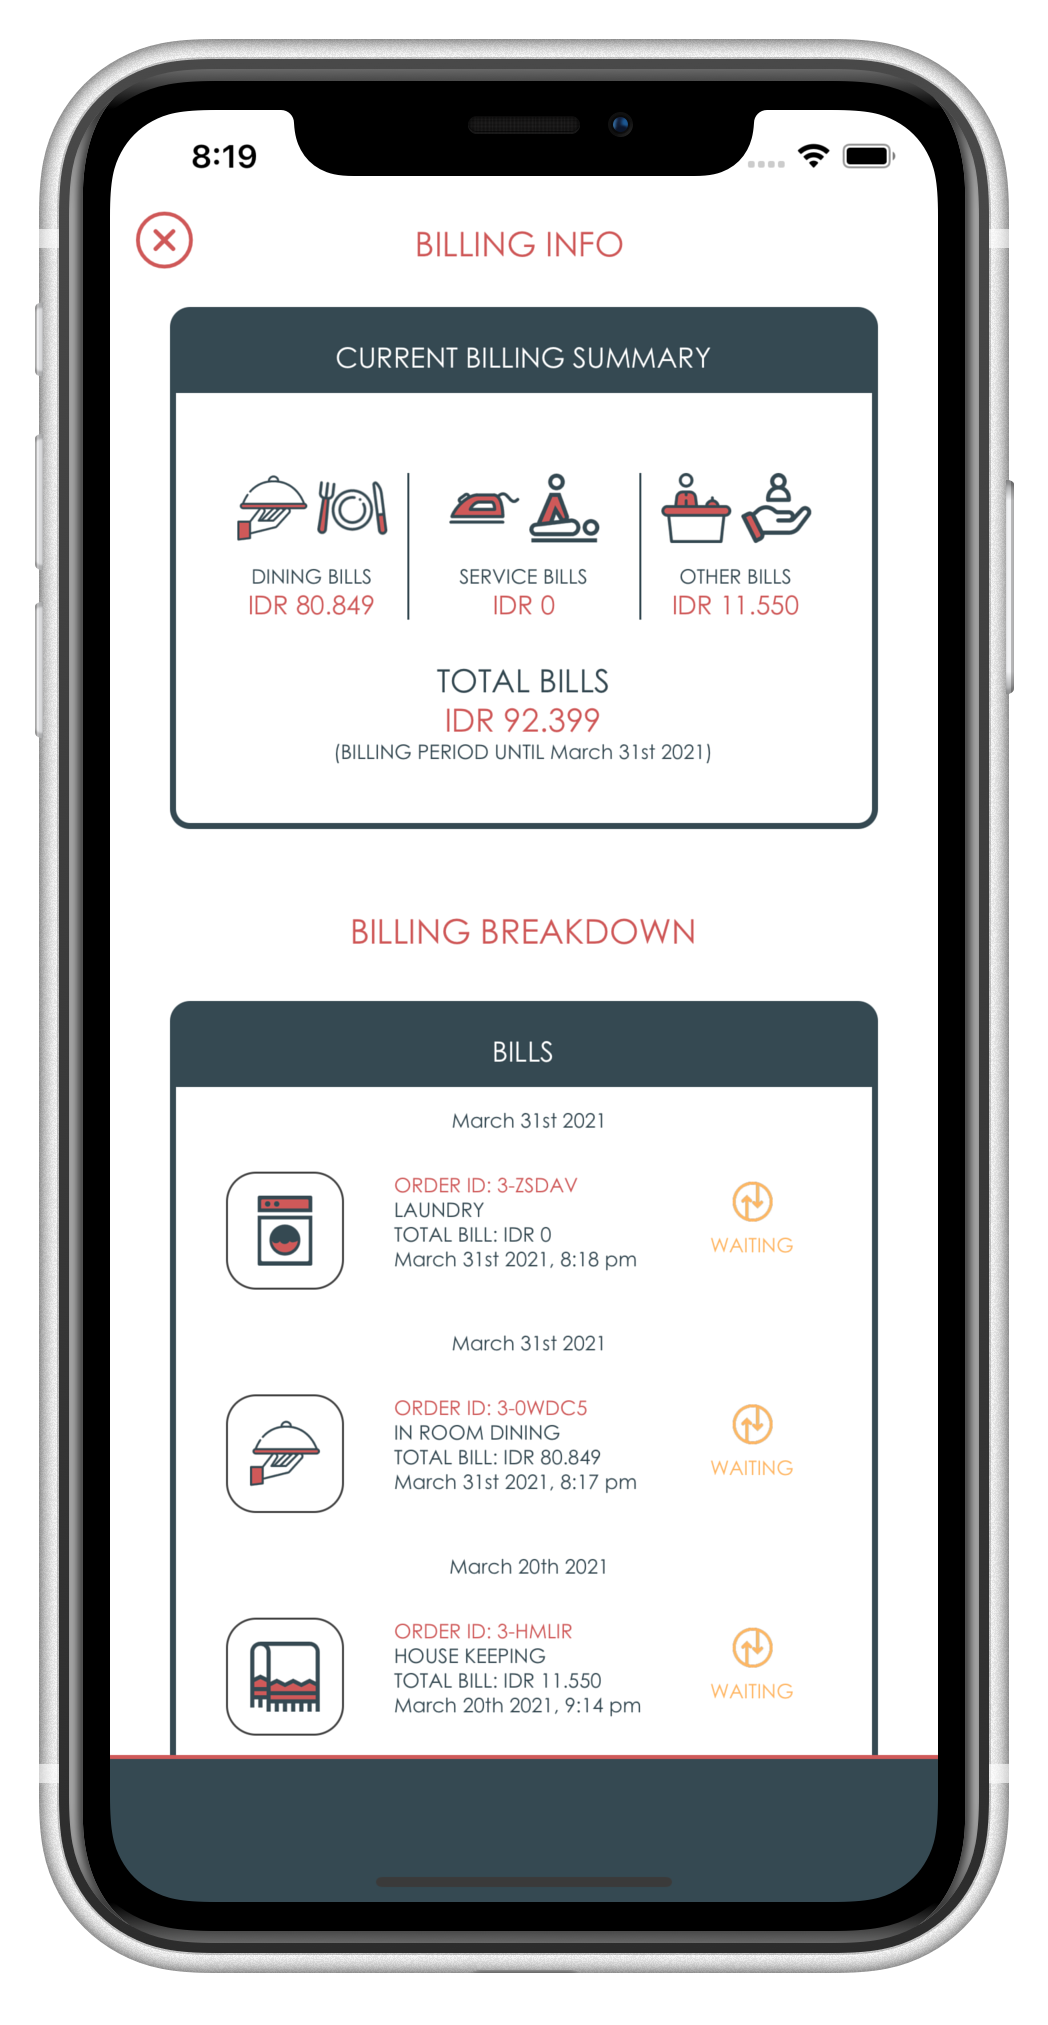 8:19
BILLING INFO
CURRENT BILLING SUMMARY
DINING BILLS
IDR 80.849
SERVICE BILLS
IDR 0
OTHER BILLS
IDR 11.550
TOTAL BILLS
IDR 92.399
(BILLING PERIOD UNTIL March 31st 2021)
BILLING BREAKDOWN
BILLS
March 31st 2021
ORDER ID: 3-ZSDAV
LAUNDRY
TOTAL BILL: IDR 0
March 31st 2021, 8:18 pm
WAITING
March 31st 2021
ORDER ID: 3-0WDC5
IN ROOM DINING
TOTAL BILL: IDR 80.849
March 31st 2021, 8:17 pm
WAITING
March 20th 2021
ORDER ID: 3-HMLIR
HOUSE KEEPING
TOTAL BILL: IDR 11.550
March 20th 2021, 9:14 pm
WAITING